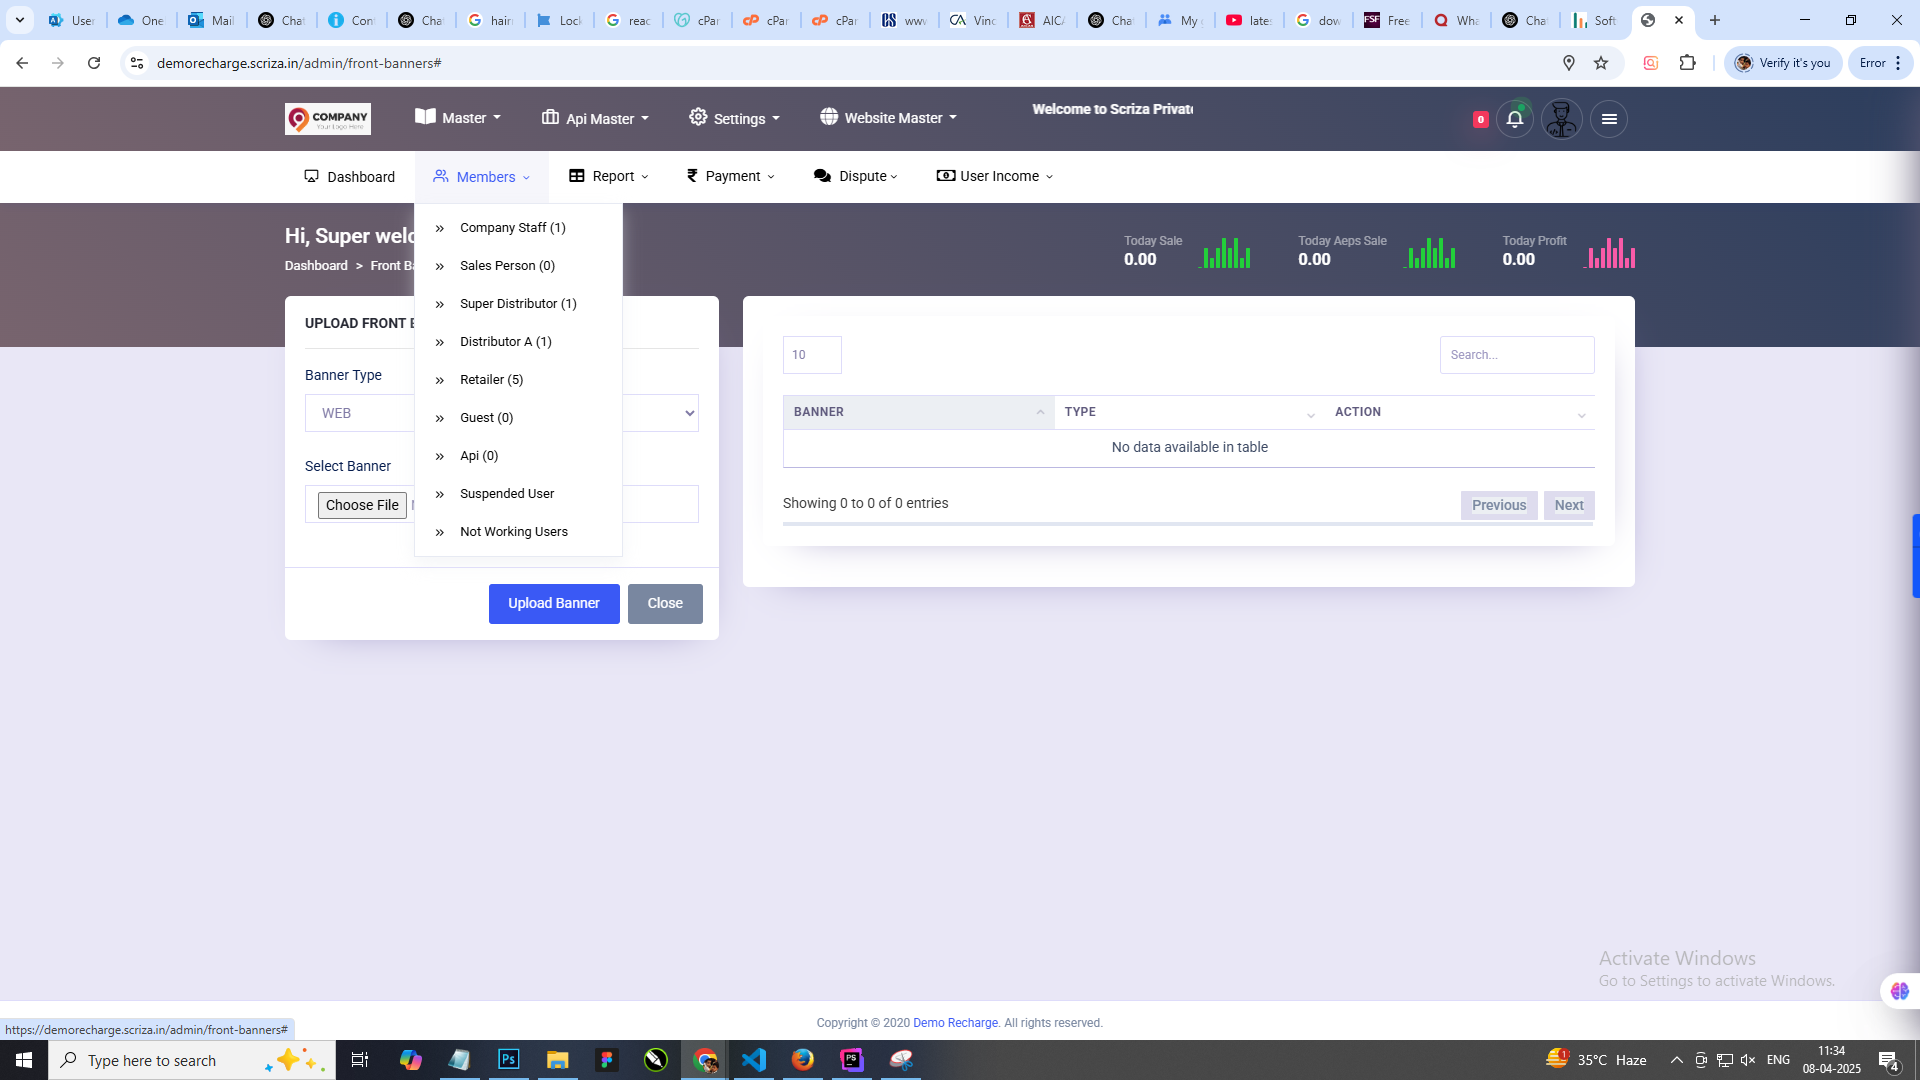 User
One
Mail
Chat
Con
Chat
hair
Lock
reac
cPar
cPar
cPar
www
Vinc
AICA
Chat
My
late
dow
Free
Wha
Chat
Soft
demorecharge.scriza.in/admin/front-banners#
Verify it's you
Error
COMPANY
Your Logo Here
Master
Api Master
Settings
Website Master
Welcome to Scriza Private
0
Dashboard
Members
Report
Payment
Dispute
User Income
Hi, Super welc
Dashboard > Front Ba
Today Sale
0.00
Today Aeps Sale
0.00
Today Profit
0.00
Company Staff (1)
Sales Person (0)
Super Distributor (1)
Distributor A (1)
Retailer (5)
Guest (0)
Api (0)
Suspended User
Not Working Users
UPLOAD FRONT B
Banner Type
WEB
Select Banner
Choose File
Upload Banner
Close
10
Search...
BANNER
TYPE
ACTION
No data available in table
Showing 0 to 0 of 0 entries
Previous
Next
Activate Windows
Go to Settings to activate Windows.
Copyright © 2020 Demo Recharge. All rights reserved.
https://demorecharge.scriza.in/admin/front-banners#
Type here to search
Ps
PS
1
35°C Haze
ENG
11:34
08-04-2025
4